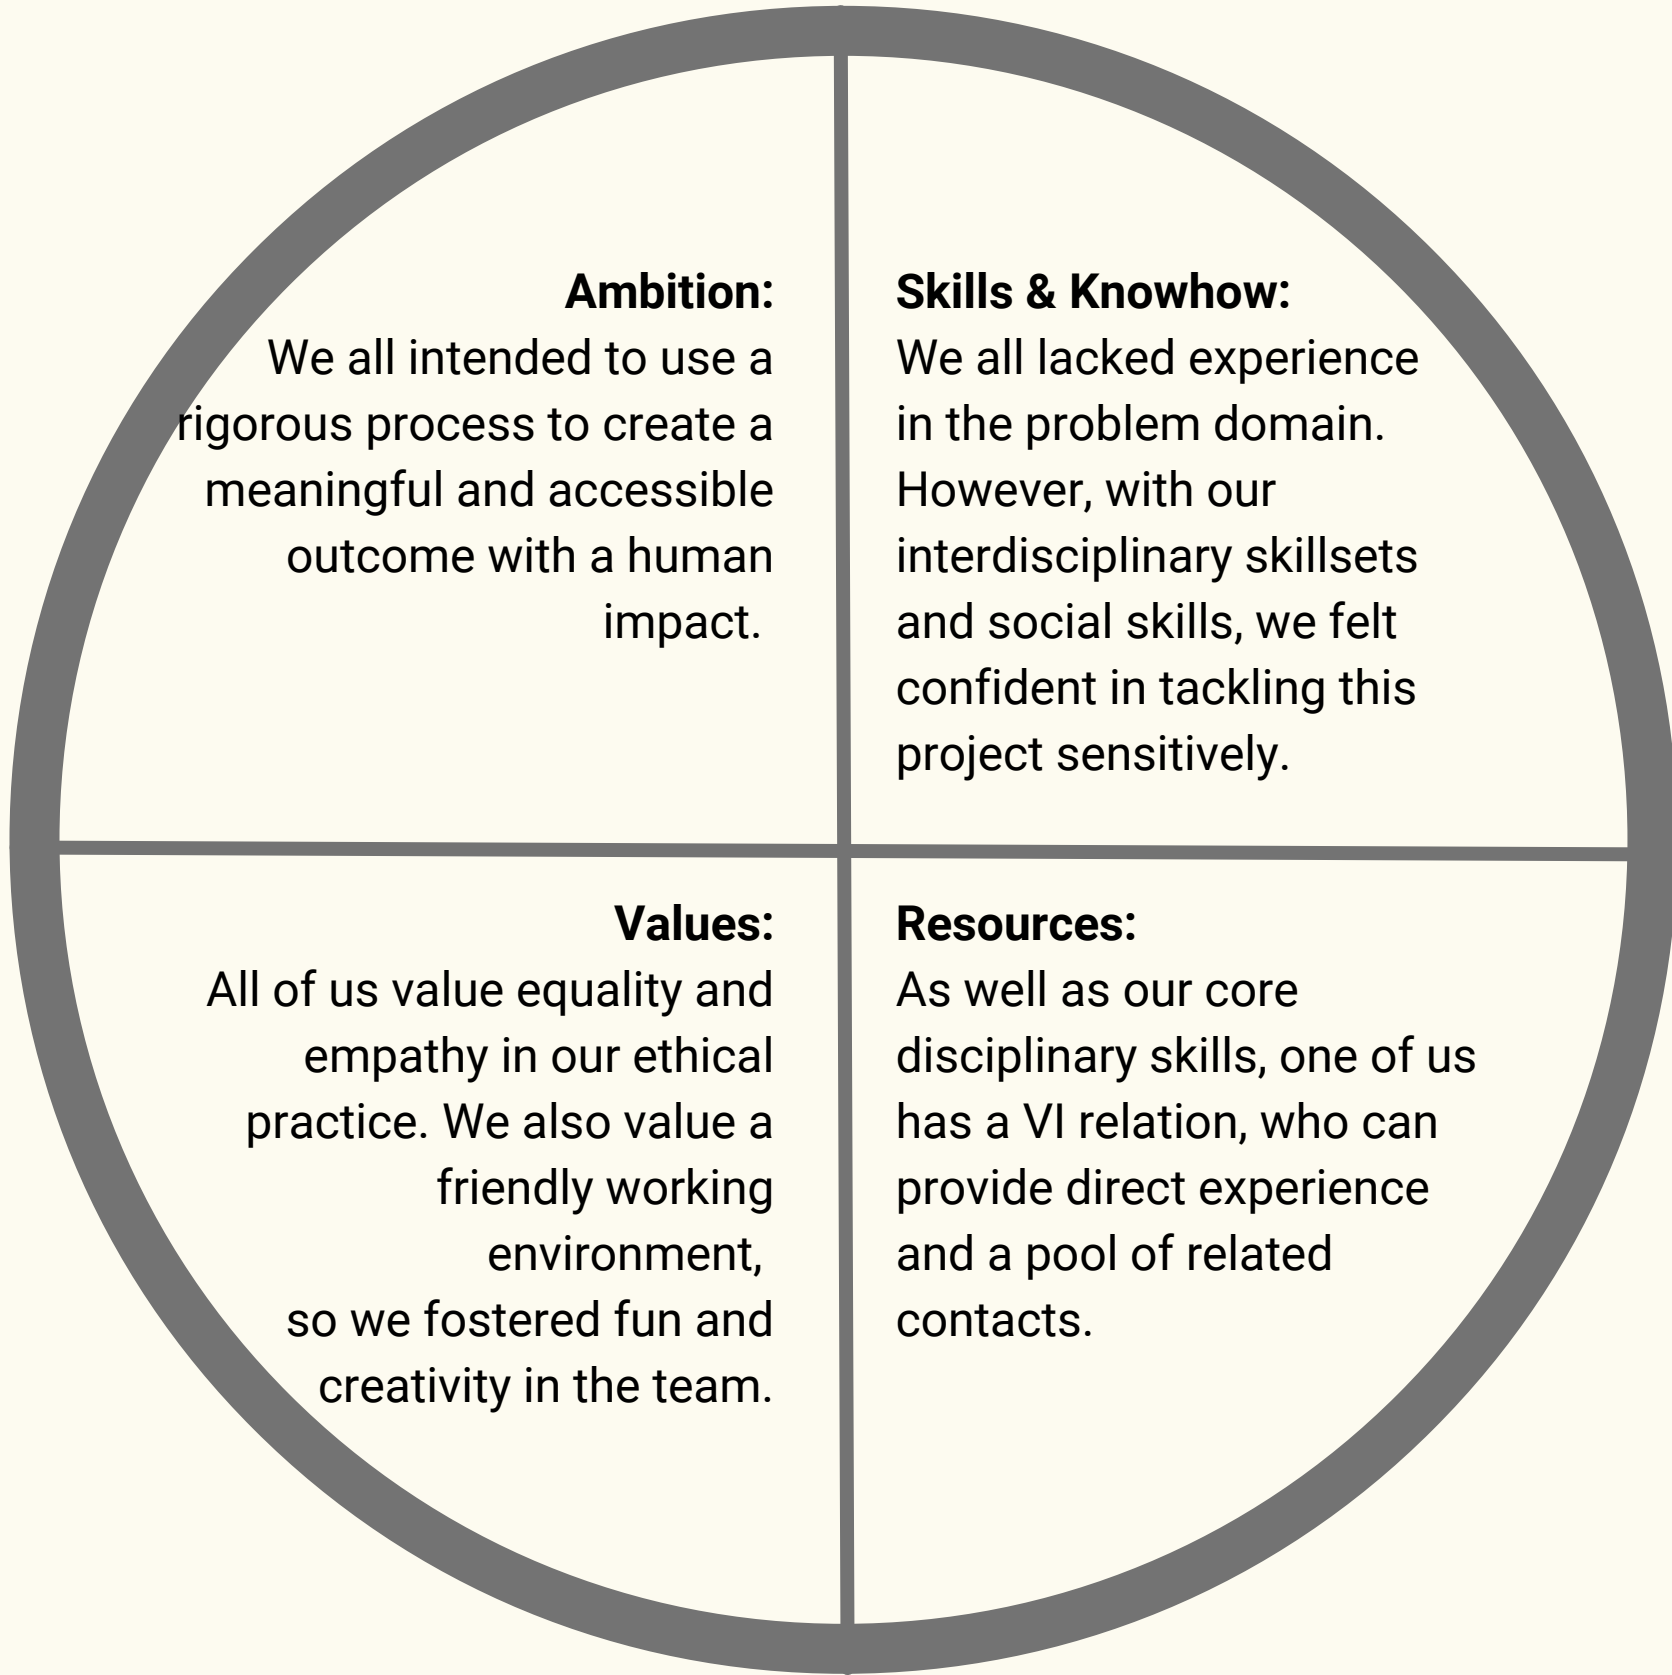 Ambition:
We all intended to use a
rigorous process to create a
meaningful and accessible
outcome with a human
impact.
Skills & Knowhow:
We all lacked experience
in the problem domain.
However, with our
interdisciplinary skillsets
and social skills, we felt
confident in tackling this
project sensitively.
Values:
All of us value equality and
empathy in our ethical
practice. We also value a
friendly working
environment,
so we fostered fun and
creativity in the team.
Resources:
As well as our core
disciplinary skills, one of us
has a VI relation, who can
provide direct experience
and a pool of related
contacts.